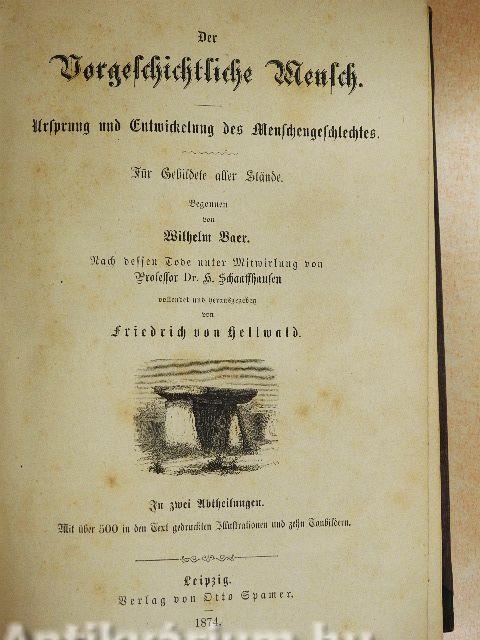 Der
Vorgeschichtliche Mensch.
Ursprung und Entwickelung des Menschengeschlechtes.
Für Gebildete aller Stände.
Begonnen
von
Wilhelm Baer.
Nach dessen Tode unter Mitwirkung von
Professor Dr. H. Schaaffhausen
vollendet und herausgegeben
von
Friedrich von Hellwald.
In zwei Abtheilungen.
Mit über 500 in den Text gedruckten Illustrationen und zehn Tonbildern.
Leipzig.
Verlag von Otto Spamer.
1874.
Antikvárium.hu